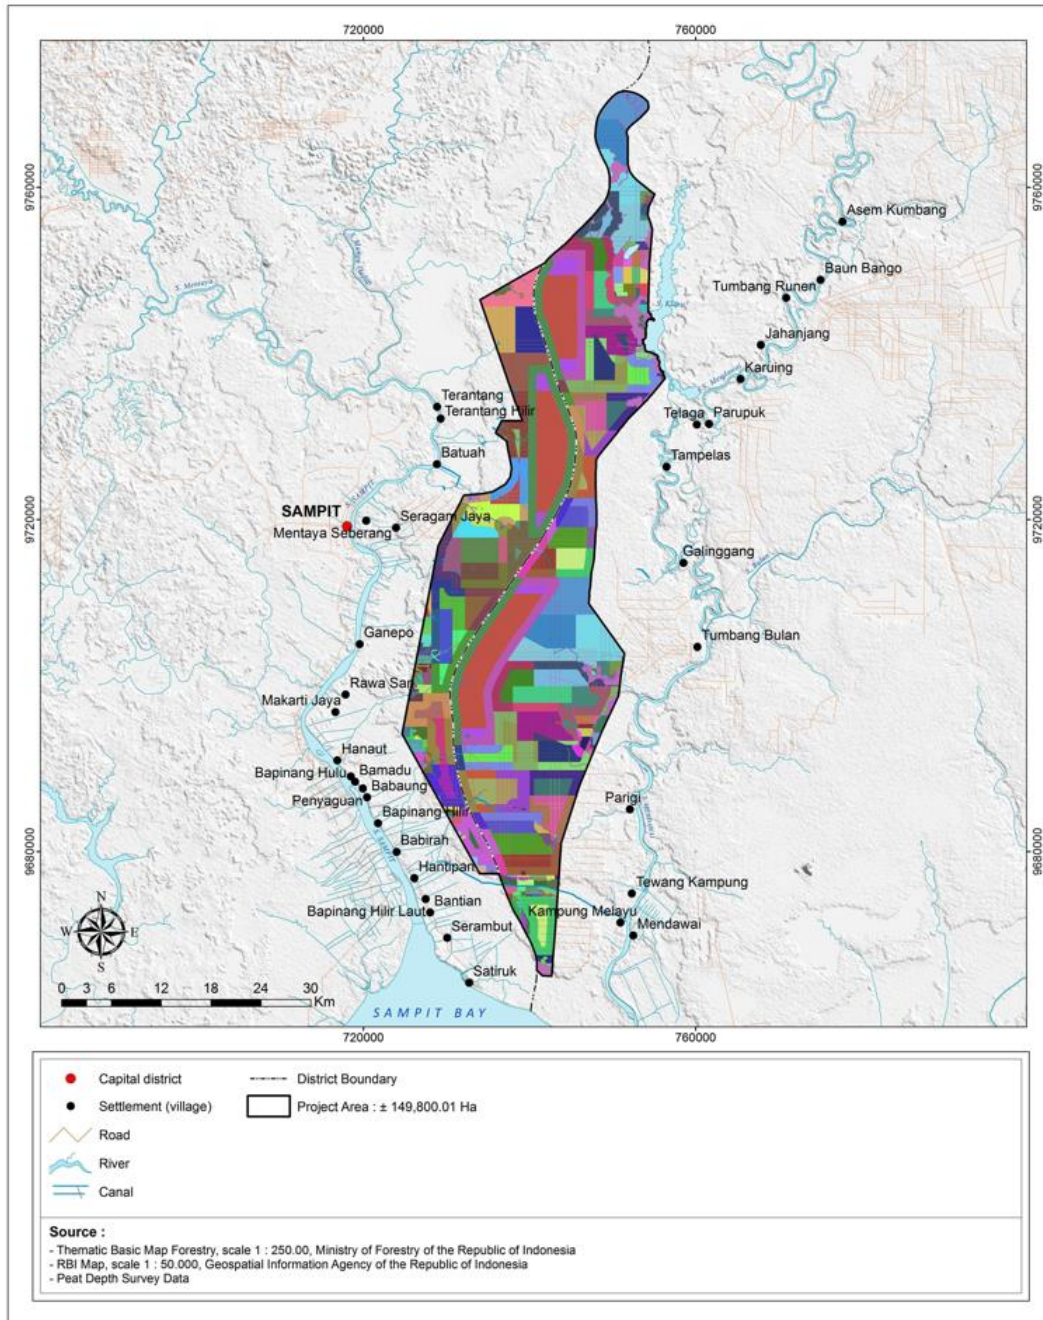 720000
760000
9760000
9760000
Asem Kumbang
Baun Bango
Tumbang Runen
S. Mentaya
Jahanjang
Karuing
Terantang
Terantang Hilir
Telaga
Parupuk
Batuah
Tampelas
S. SAMPIT
SAMPIT
Seragam Jaya
Mentaya Seberang
9720000
9720000
Galinggang
Ganepo
Tumbang Bulan
Rawa Sari
Makarti Jaya
Hanaut
Bapinang Hulu
Bamadu
Babaung
Penyaguan
Parigi
Bapinang Hilir
S. SAMPIT
Babirah
9680000
9680000
Hantipan
Tewang Kampung
Bantian
Bapinang Hilir Laut
Kampung Melayu
Mendawai
Serambut
Satiruk
N
W
E
S
0 3 6 12 18 24 30
Km
SAMPIT BAY
720000
760000
Capital district
District Boundary
Settlement (village)
Project Area : ± 149,800.01 Ha
Road
River
Canal
Source :
- Thematic Basic Map Forestry, scale 1 : 250.00, Ministry of Forestry of the Republic of Indonesia
- RBI Map, scale 1 : 50.000, Geospatial Information Agency of the Republic of Indonesia
- Peat Depth Survey Data